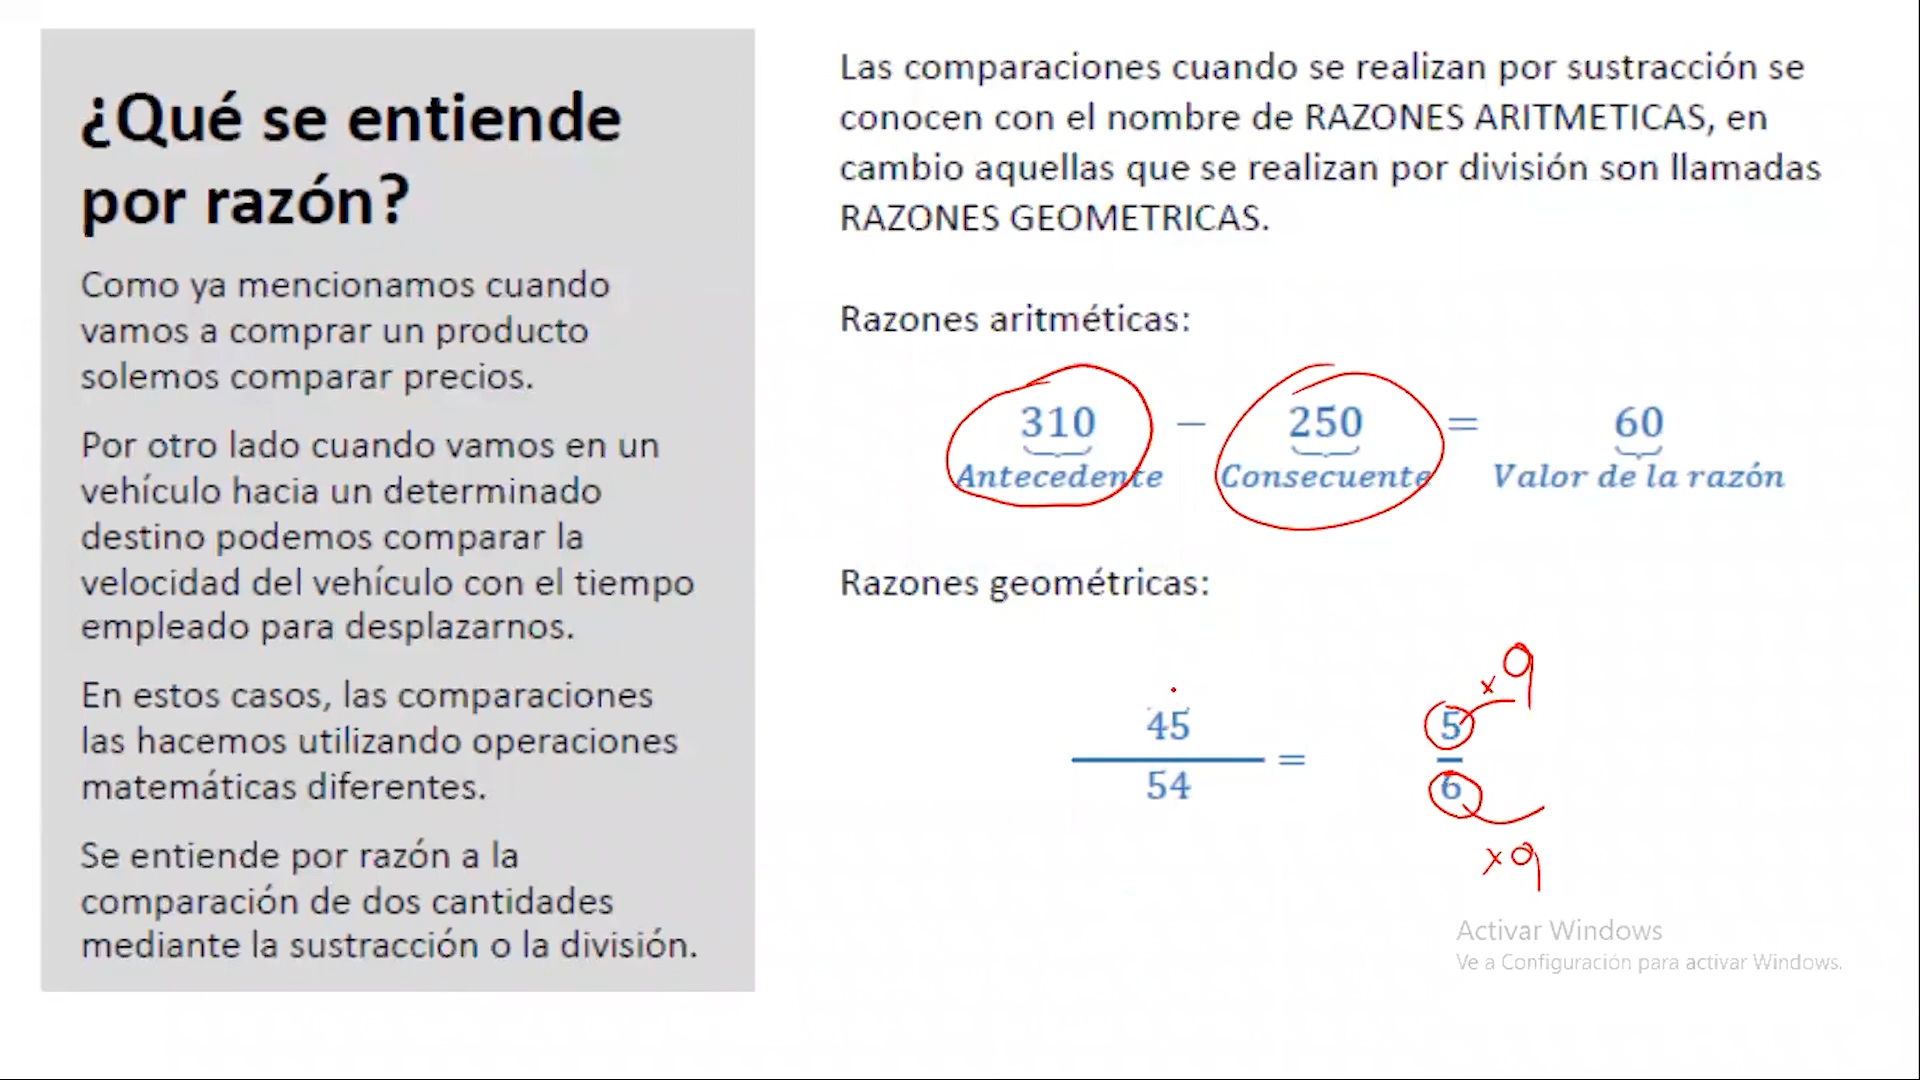 ¿Qué se entiende
por razón?
Como ya mencionamos cuando
vamos a comprar un producto
solemos comparar precios.
Por otro lado cuando vamos en un
vehículo hacia un determinado
destino podemos comparar la
velocidad del vehículo con el tiempo
empleado para desplazarnos.
En estos casos, las comparaciones
las hacemos utilizando operaciones
matemáticas diferentes.
Se entiende por razón a la
comparación de dos cantidades
mediante la sustracción o la división.
Las comparaciones cuando se realizan por sustracción se
conocen con el nombre de RAZONES ARITMETICAS, en
cambio aquellas que se realizan por división son llamadas
RAZONES GEOMETRICAS.
Razones aritméticas:
310 − 250 = 60
Antecedente Consecuente Valor de la razón
Razones geométricas:
x 9
45 5
=
54 6
x 9
Activar Windows
Ve a Configuración para activar Windows.